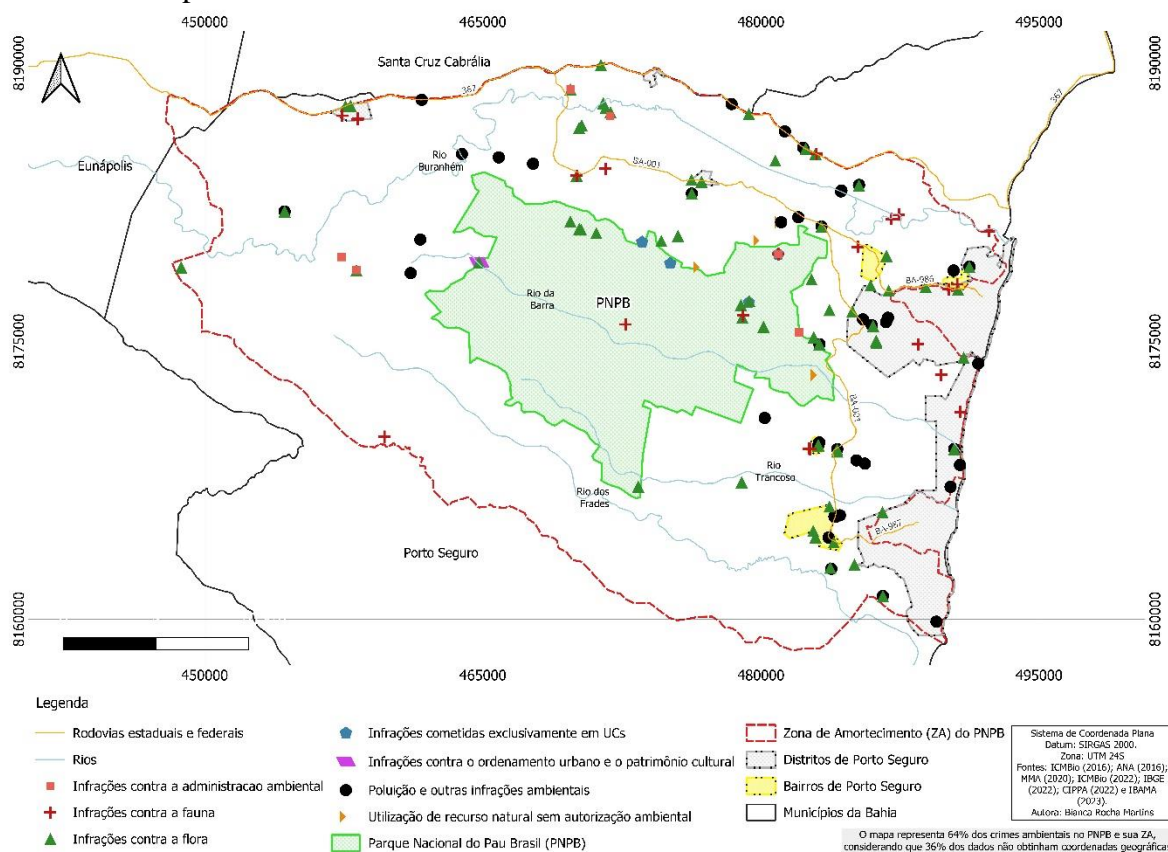 450000 465000 480000 495000
8190000 8190000
Santa Cruz Cabrália
367
367
Eunápolis
Rio
Buranhém
BA-001
BA-986
Rio da
Barra
PNPB
8175000 8175000
BA-001
Rio
Trancoso
Rio dos
Frades
BA-987
Porto Seguro
8160000 8160000
450000 465000 480000 495000
Legenda
Rodovias estaduais e federais
Rios
Infrações contra a administracao ambiental
Infrações contra a fauna
Infrações contra a flora
Infrações cometidas exclusivamente em UCs
Infrações contra o ordenamento urbano e o patrimônio cultural
Poluição e outras infrações ambientais
Utilização de recurso natural sem autorização ambiental
Parque Nacional do Pau Brasil (PNPB)
Zona de Amortecimento (ZA) do PNPB
Distritos de Porto Seguro
Bairros de Porto Seguro
Municípios da Bahia
Sistema de Coordenada Plana
Datum: SIRGAS 2000.
Zona: UTM 24S
Fontes: ICMBio (2016); ANA (2016);
MMA (2020); ICMBio (2022); IBGE
(2022); CIPPA (2022) e IBAMA
(2023).
Autora: Bianca Rocha Martins
O mapa representa 64% dos crimes ambientais no PNPB e sua ZA,
considerando que 36% dos dados não obtinham coordenadas geográficas